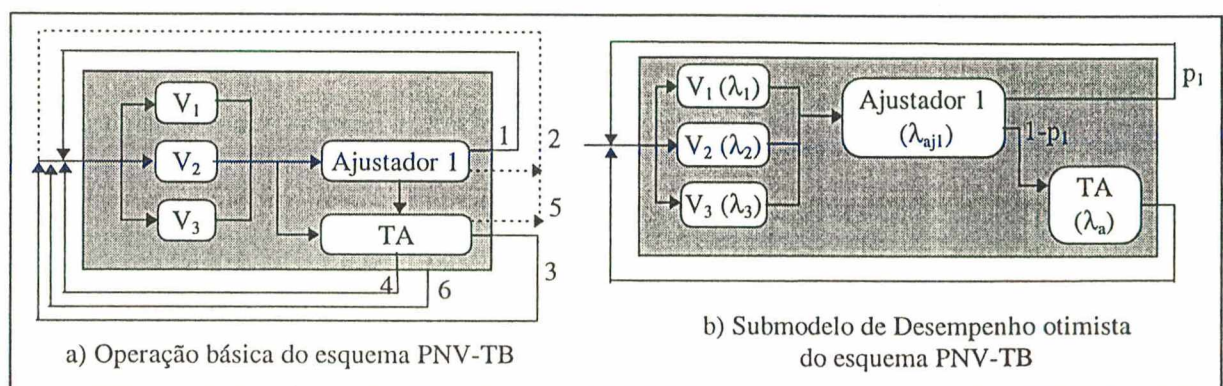 V₁
V₂
V₃
Ajustador 1
TA
1
2
5
3
4
6
a) Operação básica do esquema PNV-TB
V₁ (λ₁)
V₂ (λ₂)
V₃ (λ₃)
Ajustador 1
(λₐⱼ₁)
p₁
1-p₁
TA
(λₐ)
b) Submodelo de Desempenho otimista
do esquema PNV-TB